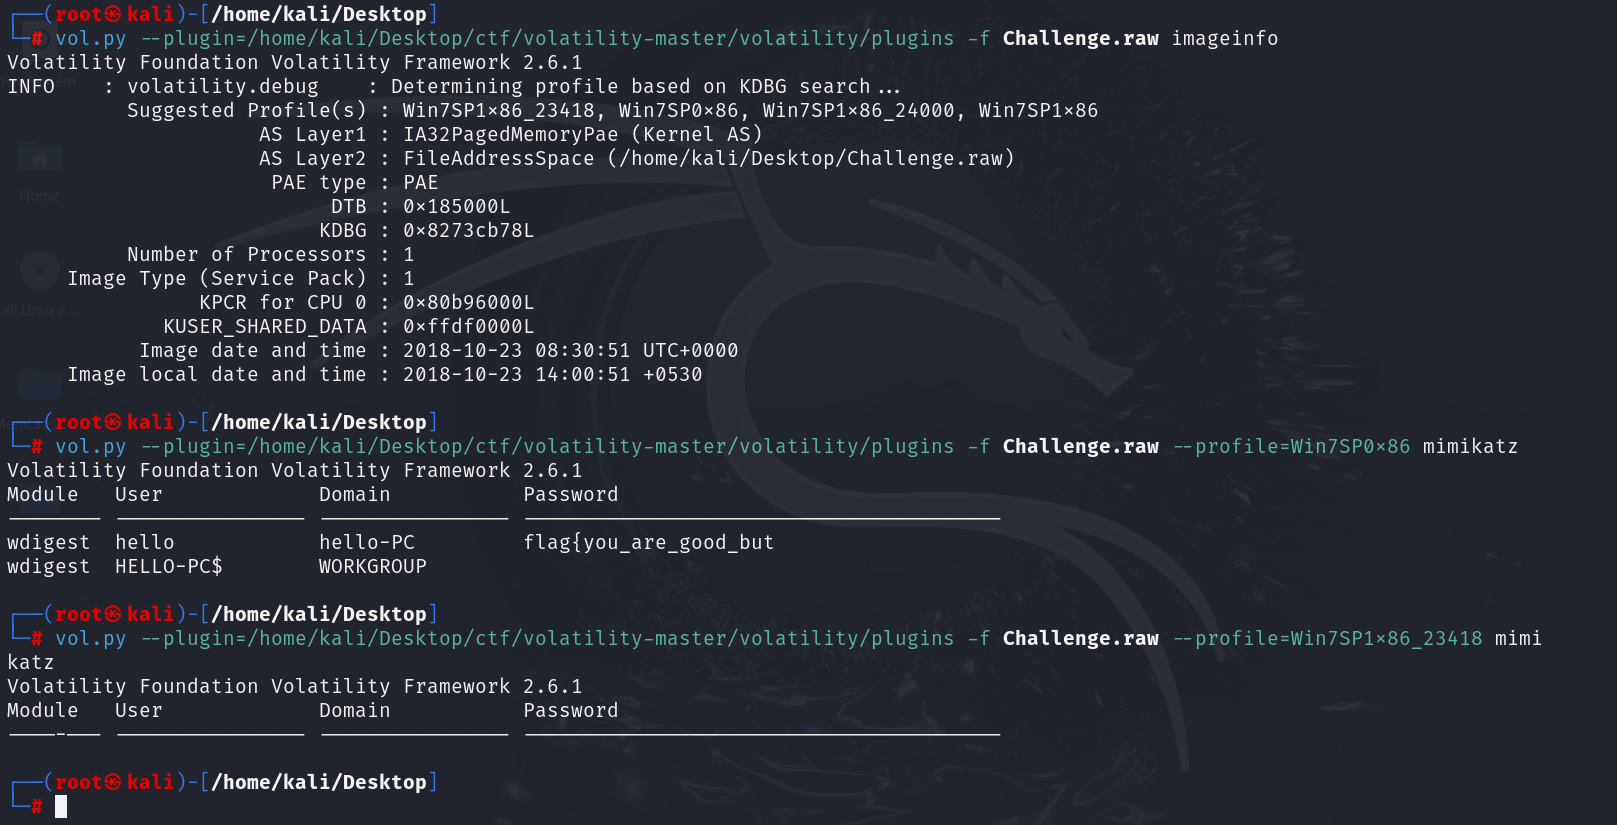 ┌──(root㉿kali)-[/home/kali/Desktop]
└─# vol.py --plugin=/home/kali/Desktop/ctf/volatility-master/volatility/plugins -f Challenge.raw imageinfo
Volatility Foundation Volatility Framework 2.6.1
INFO    : volatility.debug    : Determining profile based on KDBG search...
          Suggested Profile(s) : Win7SP1x86_23418, Win7SP0x86, Win7SP1x86_24000, Win7SP1x86
                     AS Layer1 : IA32PagedMemoryPae (Kernel AS)
                     AS Layer2 : FileAddressSpace (/home/kali/Desktop/Challenge.raw)
                      PAE type : PAE
                           DTB : 0x185000L
                          KDBG : 0x8273cb78L
          Number of Processors : 1
     Image Type (Service Pack) : 1
                KPCR for CPU 0 : 0x80b96000L
             KUSER_SHARED_DATA : 0xffdf0000L
           Image date and time : 2018-10-23 08:30:51 UTC+0000
     Image local date and time : 2018-10-23 14:00:51 +0530
┌──(root㉿kali)-[/home/kali/Desktop]
└─# vol.py --plugin=/home/kali/Desktop/ctf/volatility-master/volatility/plugins -f Challenge.raw --profile=Win7SP0x86 mimikatz
Volatility Foundation Volatility Framework 2.6.1
Module   User             Domain           Password
-------- ---------------- ---------------- ----------------------------------------
wdigest  hello            hello-PC         flag{you_are_good_but
wdigest  HELLO-PC$        WORKGROUP
┌──(root㉿kali)-[/home/kali/Desktop]
└─# vol.py --plugin=/home/kali/Desktop/ctf/volatility-master/volatility/plugins -f Challenge.raw --profile=Win7SP1x86_23418 mimi
katz
Volatility Foundation Volatility Framework 2.6.1
Module   User             Domain           Password
-------- ---------------- ---------------- ----------------------------------------
┌──(root㉿kali)-[/home/kali/Desktop]
└─#
Home